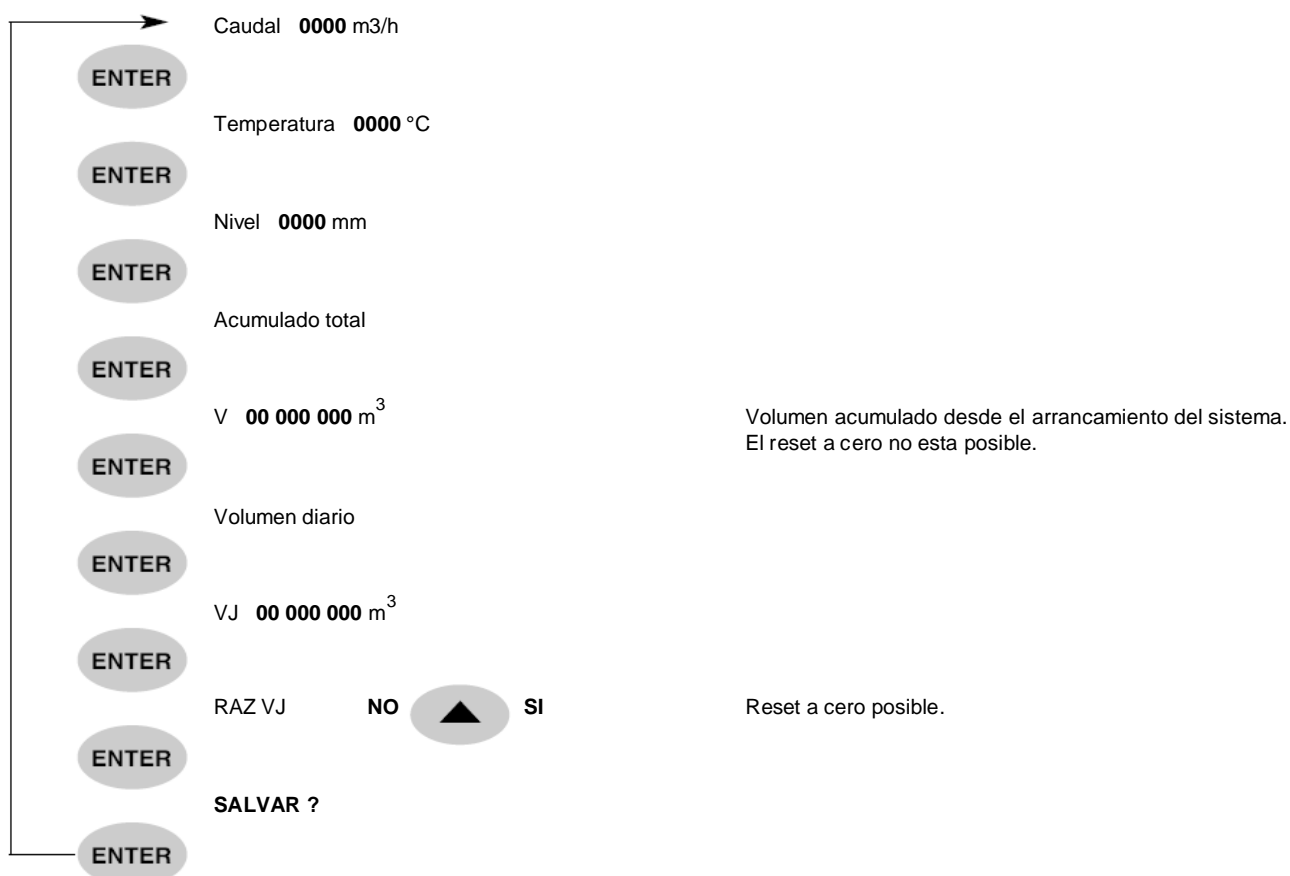 Caudal 0000 m3/h
ENTER
Temperatura 0000 °C
ENTER
Nivel 0000 mm
ENTER
Acumulado total
ENTER
V 00 000 000 m3 Volumen acumulado desde el arrancamiento del sistema.
El reset a cero no esta posible.
ENTER
Volumen diario
ENTER
VJ 00 000 000 m3
ENTER
RAZ VJ NO SI Reset a cero posible.
ENTER
SALVAR ?
ENTER